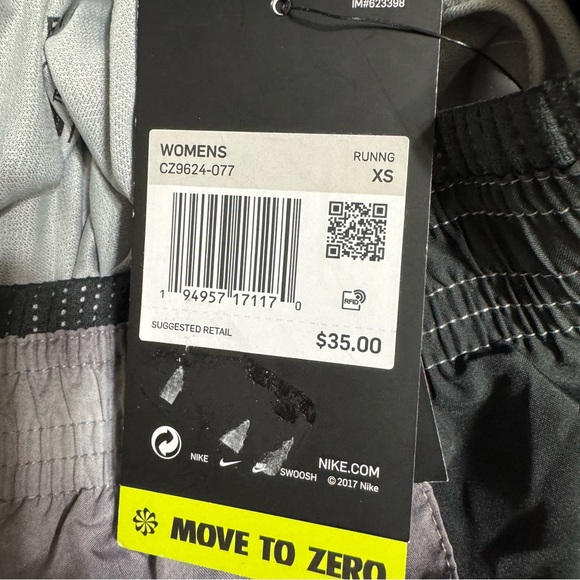 IM#623398
WOMENS RUNNG
CZ9624-077 XS
1 94957 17117 0
RFID
SUGGESTED RETAIL $35.00
NIKE SWOOSH NIKE.COM
© 2017 Nike
MOVE TO ZERO